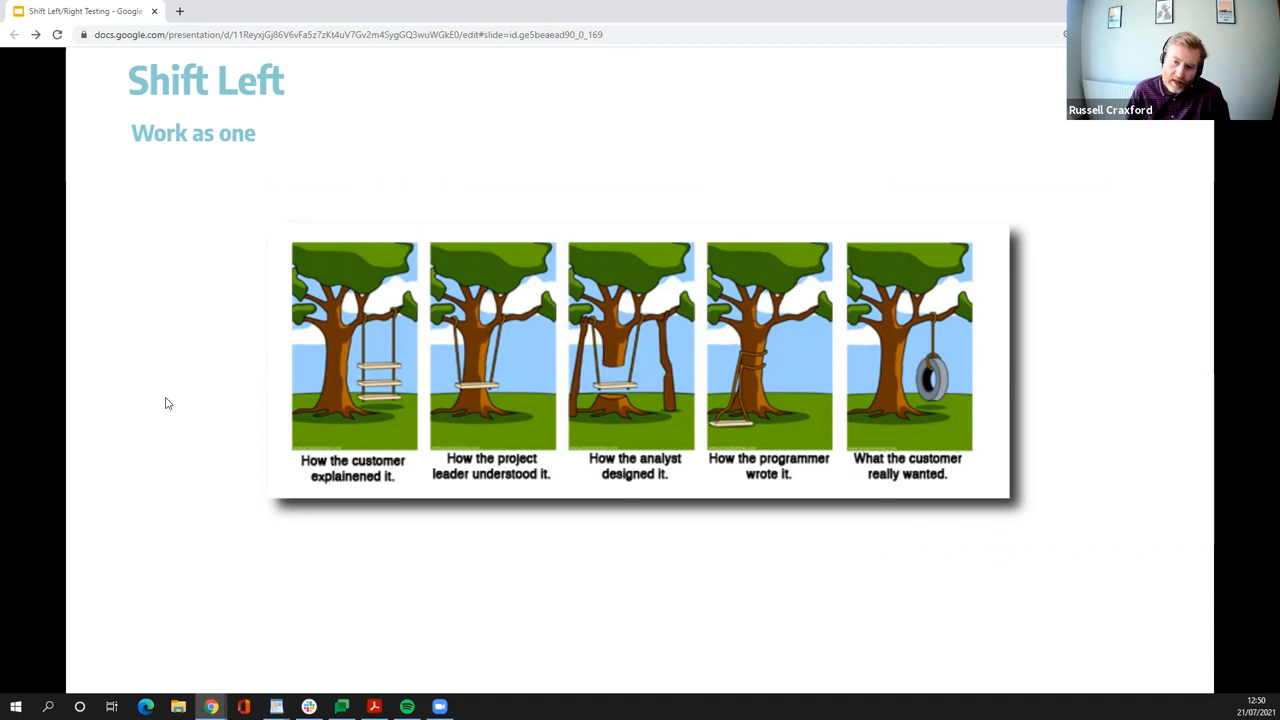 Shift Left/Right Testing - Google
docs.google.com/presentation/d/11ReyxjGj86V6vFa5z7zKt4uV7Gv2m4SygGQ3wuWGkE0/edit#slide=id.ge5beaead90_0_169
Russell Craxford
Shift Left
Work as one
How the customer
explainened it.
How the project
leader understood it.
How the analyst
designed it.
How the programmer
wrote it.
What the customer
really wanted.
12:50
21/07/2021